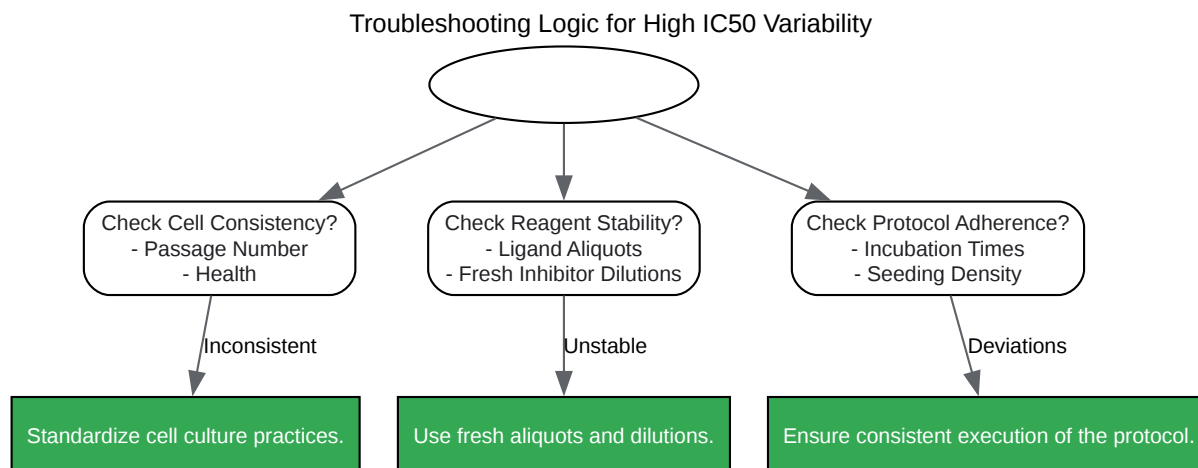 Troubleshooting Logic for High IC50 Variability
Check Cell Consistency?
- Passage Number
- Health
Check Reagent Stability?
- Ligand Aliquots
- Fresh Inhibitor Dilutions
Check Protocol Adherence?
- Incubation Times
- Seeding Density
Inconsistent
Unstable
Deviations
Standardize cell culture practices.
Use fresh aliquots and dilutions.
Ensure consistent execution of the protocol.